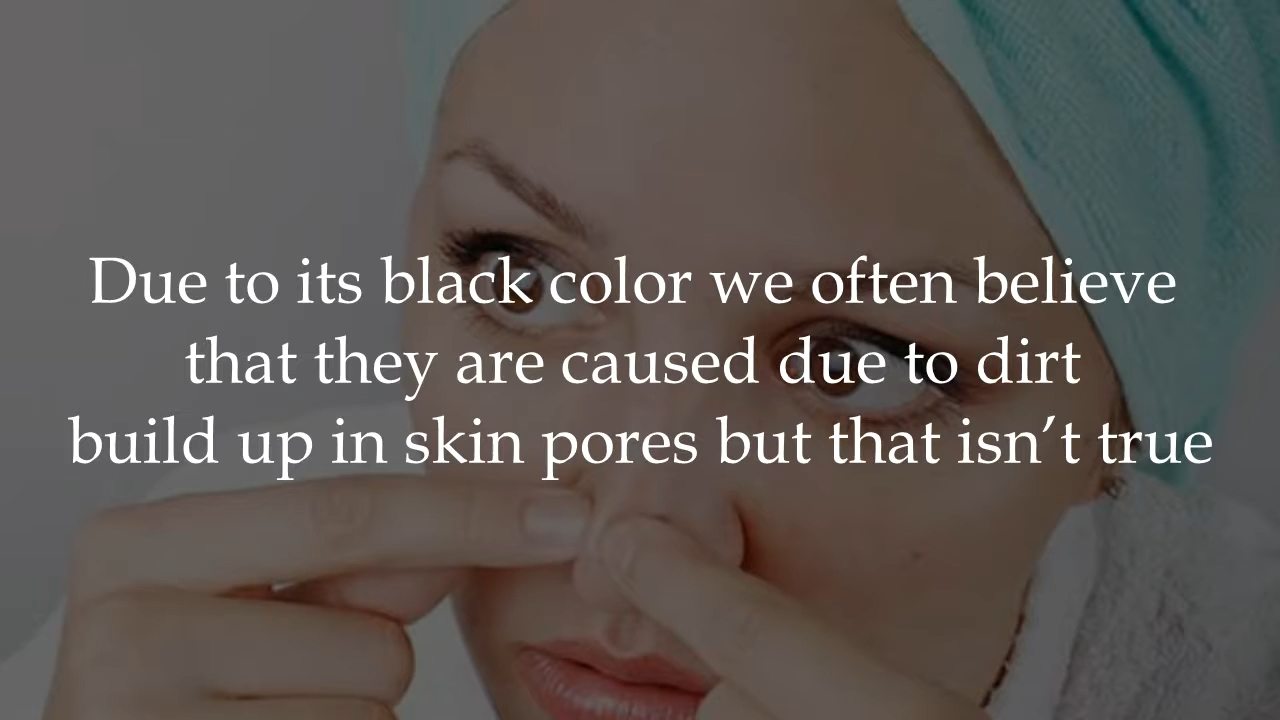 Due to its black color we often believe
that they are caused due to dirt
build up in skin pores but that isn’t true